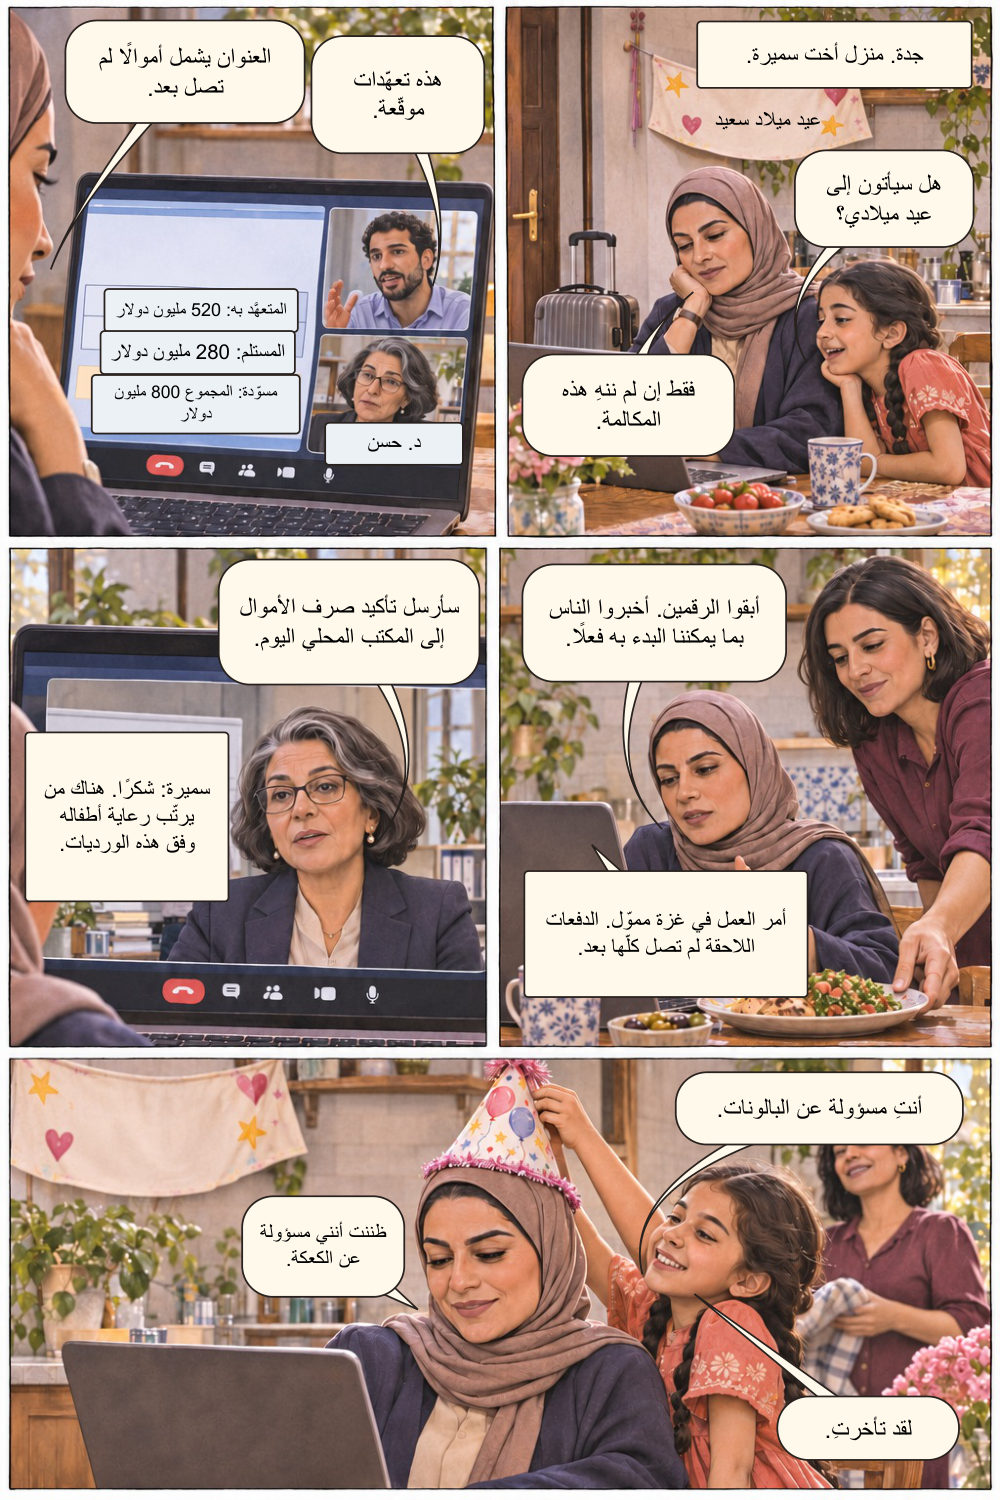 جدة. منزل أخت سميرة.
عيد ميلاد سعيد
هل سيأتون إلى
عيد ميلادي؟
فقط إن لم ننهِ هذه
المكالمة.
العنوان يشمل أموالًا لم
تصل بعد.
هذه تعهّدات
موقّعة.
المتعهَّد به: 520 مليون دولار
المستلم: 280 مليون دولار
مسوّدة: المجموع 800 مليون
دولار
د. حسن
أبقوا الرقمين. أخبروا الناس
بما يمكننا البدء به فعلًا.
أمر العمل في غزة مموّل. الدفعات
اللاحقة لم تصل كلّها بعد.
سأرسل تأكيد صرف الأموال
إلى المكتب المحلي اليوم.
سميرة: شكرًا. هناك من
يرتّب رعاية أطفاله
وفق هذه الورديات.
أنتِ مسؤولة عن البالونات.
ظننت أنني مسؤولة
عن الكعكة.
لقد تأخرتِ.